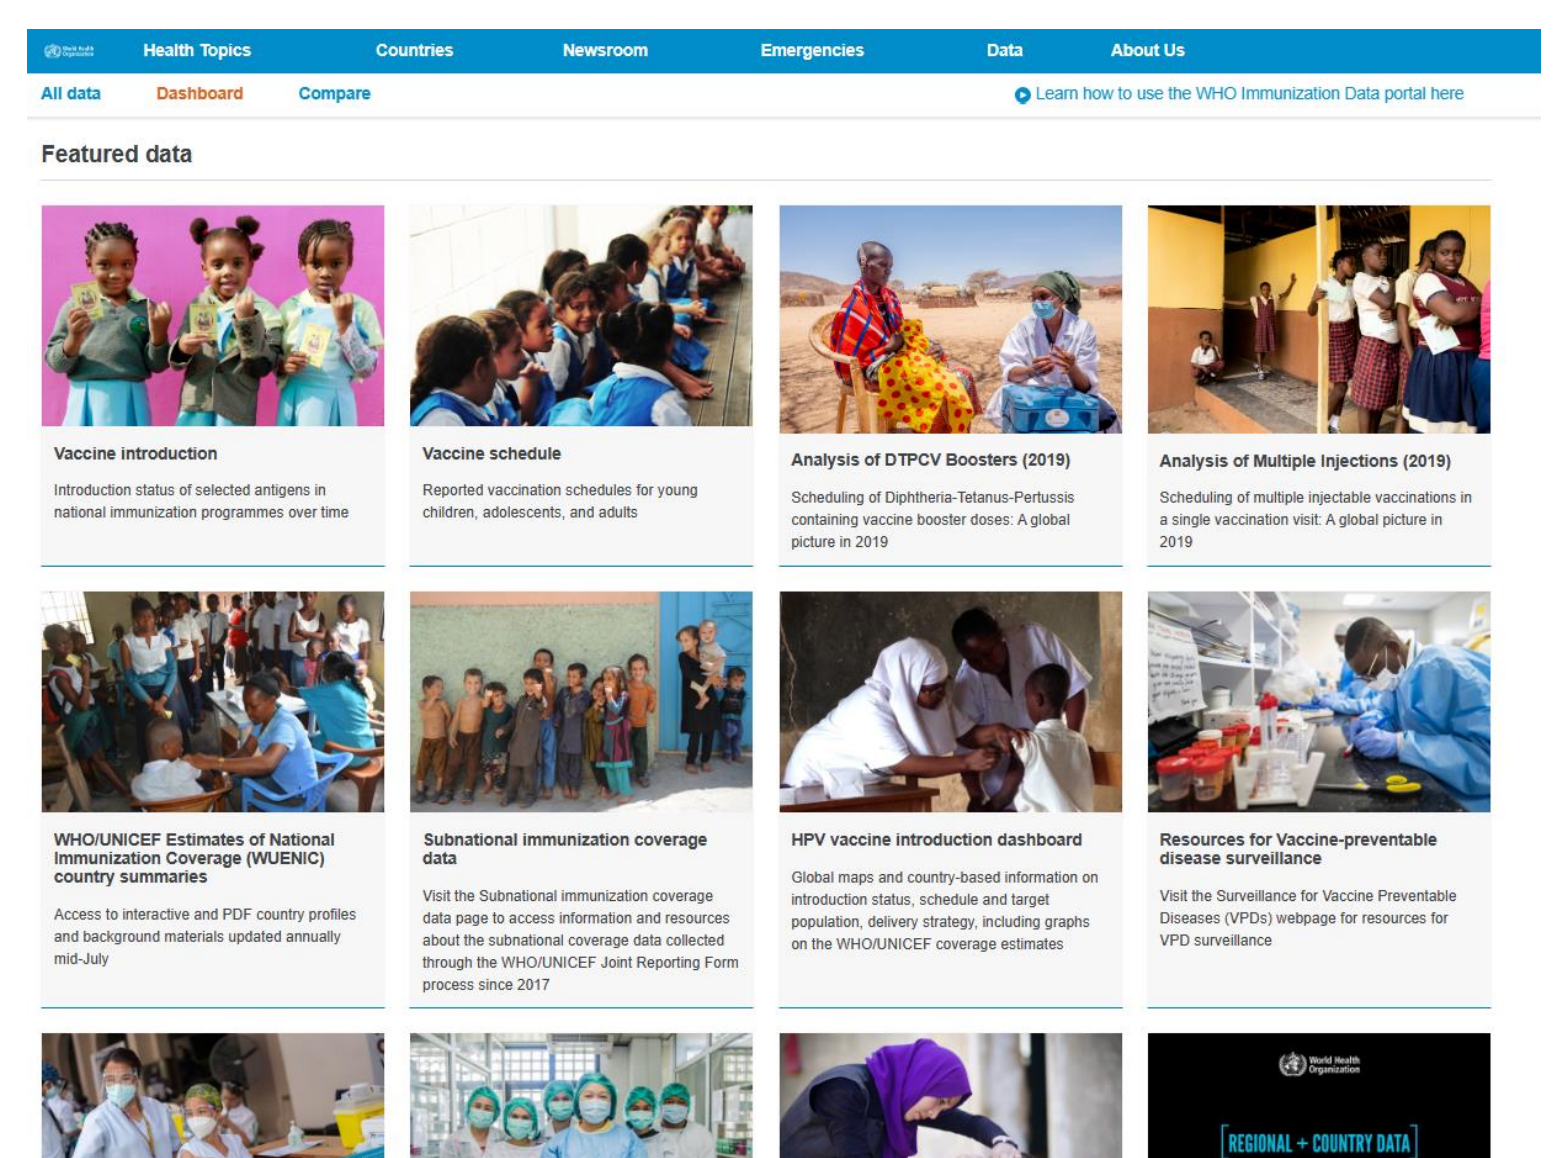 World Health
Organization
Health Topics
Countries
Newsroom
Emergencies
Data
About Us
All data
Dashboard
Compare
Learn how to use the WHO Immunization Data portal here
Featured data
Vaccine introduction
Introduction status of selected antigens in
national immunization programmes over time
Vaccine schedule
Reported vaccination schedules for young
children, adolescents, and adults
Analysis of DTPCV Boosters (2019)
Scheduling of Diphtheria-Tetanus-Pertussis
containing vaccine booster doses: A global
picture in 2019
Analysis of Multiple Injections (2019)
Scheduling of multiple injectable vaccinations in
a single vaccination visit: A global picture in
2019
WHO/UNICEF Estimates of National
Immunization Coverage (WUENIC)
country summaries
Access to interactive and PDF country profiles
and background materials updated annually
mid-July
Subnational immunization coverage
data
Visit the Subnational immunization coverage
data page to access information and resources
about the subnational coverage data collected
through the WHO/UNICEF Joint Reporting Form
process since 2017
HPV vaccine introduction dashboard
Global maps and country-based information on
introduction status, schedule and target
population, delivery strategy, including graphs
on the WHO/UNICEF coverage estimates
Resources for Vaccine-preventable
disease surveillance
Visit the Surveillance for Vaccine Preventable
Diseases (VPDs) webpage for resources for
VPD surveillance
World Health
Organization
REGIONAL + COUNTRY DATA